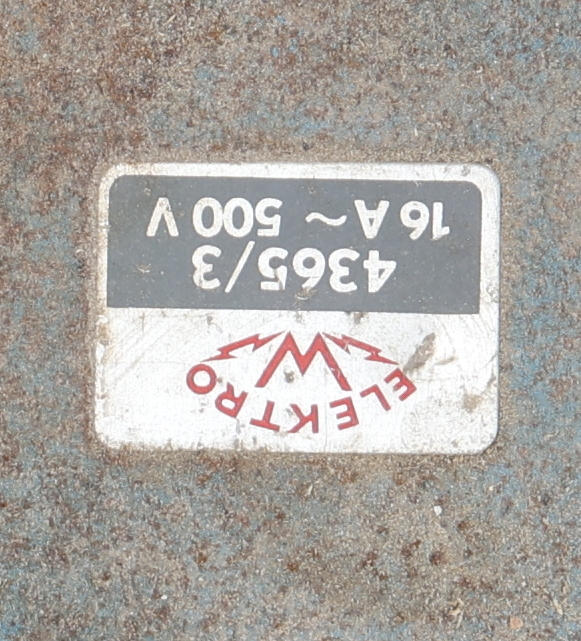 ELEKTRO
4365/3
16 A ~ 500 V